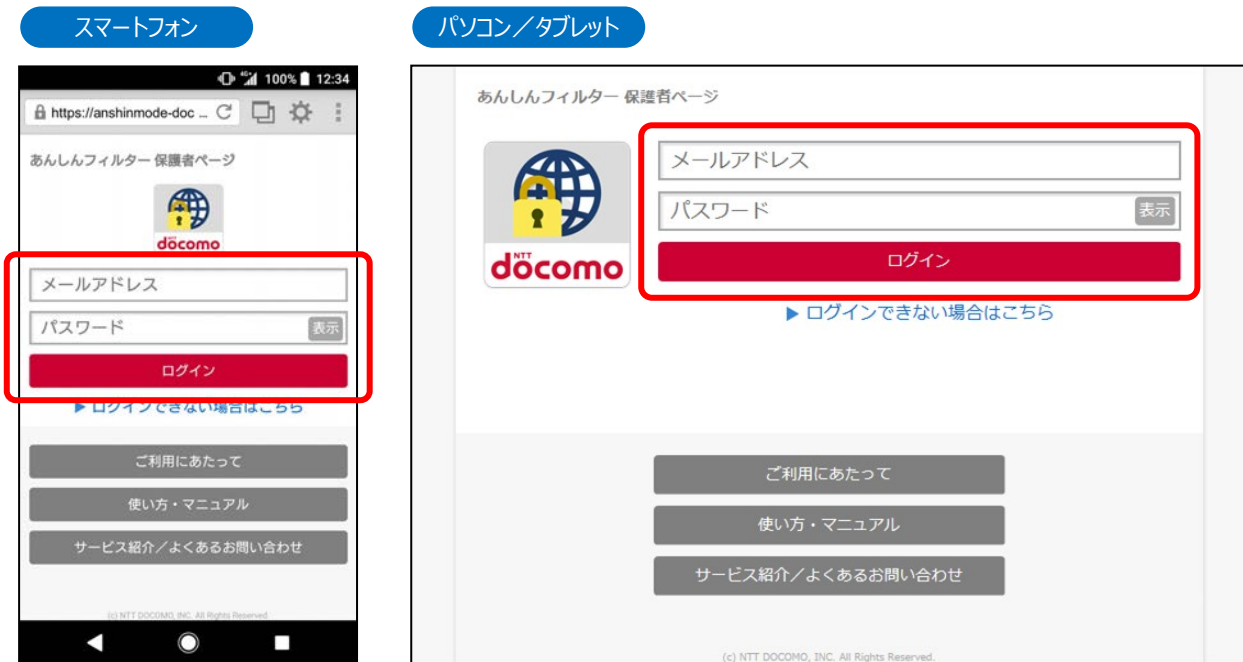 スマートフォン
100% 12:34
https://anshinmode-doc ...
あんしんフィルター 保護者ページ
döcomo
メールアドレス
パスワード
表示
ログイン
▶ ログインできない場合はこちら
ご利用にあたって
使い方・マニュアル
サービス紹介／よくあるお問い合わせ
(c) NTT DOCOMO, INC. All Rights Reserved.
パソコン／タブレット
あんしんフィルター 保護者ページ
NTT
döcomo
メールアドレス
パスワード
表示
ログイン
▶ ログインできない場合はこちら
ご利用にあたって
使い方・マニュアル
サービス紹介／よくあるお問い合わせ
(c) NTT DOCOMO, INC. All Rights Reserved.